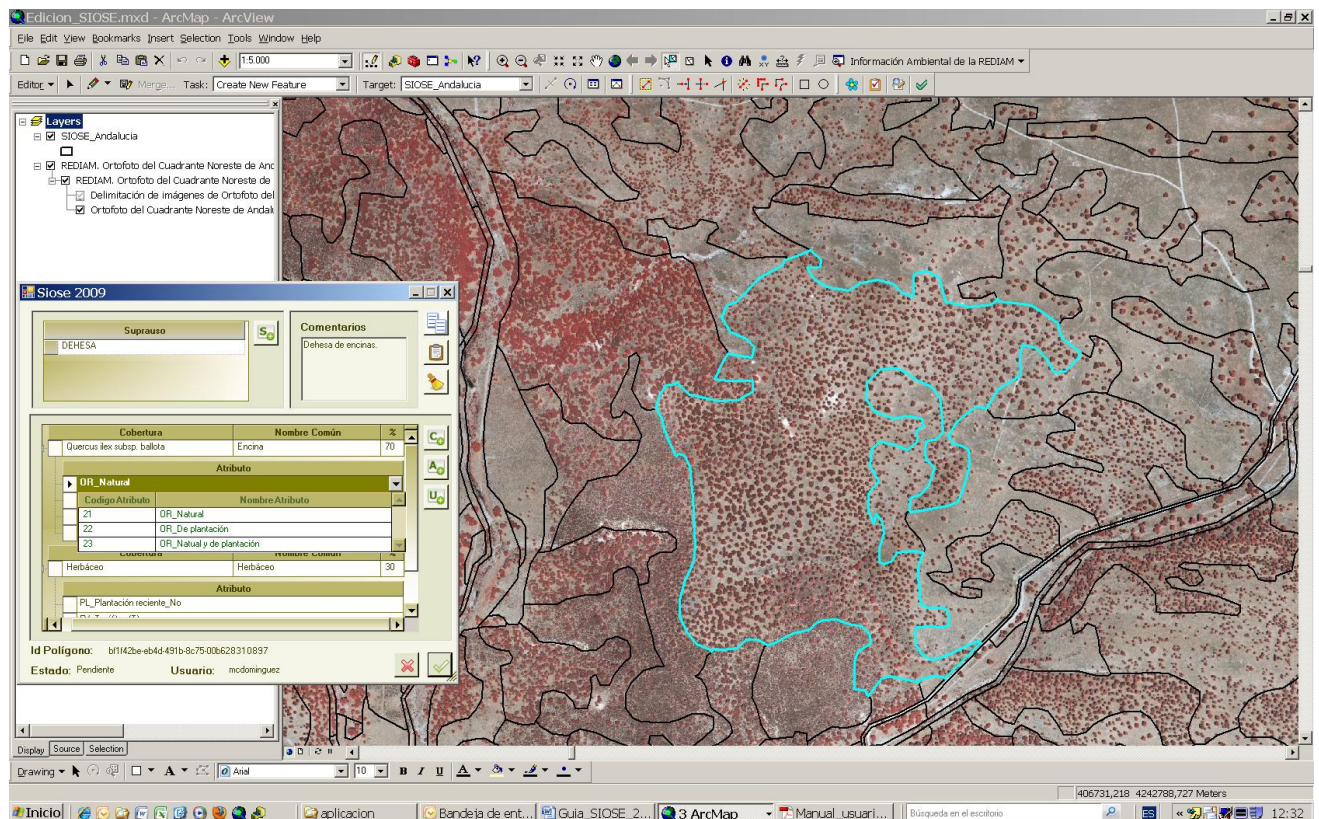 Edicion_SIOSE.mxd - ArcMap - ArcView
File Edit View Bookmarks Insert Selection Tools Window Help
1:5.000 Información Ambiental de la REDIAM
Editor Merge... Task: Create New Feature Target: SIOSE_Andalucia
Layers
SIOSE_Andalucia
REDIAM. Ortofoto del Cuadrante Noreste de And
REDIAM. Ortofoto del Cuadrante Noreste de
Delimitación de imágenes de Ortofoto del
Ortofoto del Cuadrante Noreste de Andalu
Siose 2009
Suprauso
DEHESA
Comentarios
Dehesa de encinas.
Cobertura Nombre Común %
Quercus ilex subsp. ballota Encina 70
Atributo
OR_Natural
Codigo Atributo Nombre Atributo
21 OR_Natural
22 OR_De plantación
23 OR_Natual y de plantación
Cobertura Nombre Común %
Herbáceo Herbáceo 30
Atributo
PL_Plantación reciente_No
Id Polígono: bf1f42be-eb4d-491b-8c75-00b628310897
Estado: Pendiente Usuario: mcdominguez
Display Source Selection
Drawing A Arial 10 B I U A
406731,218 4242788,727 Meters
Inicio aplicacion Bandeja de ent... Guia_SIOSE_2... 3 ArcMap Manual_usuari... Búsqueda en el escritorio ES 12:32